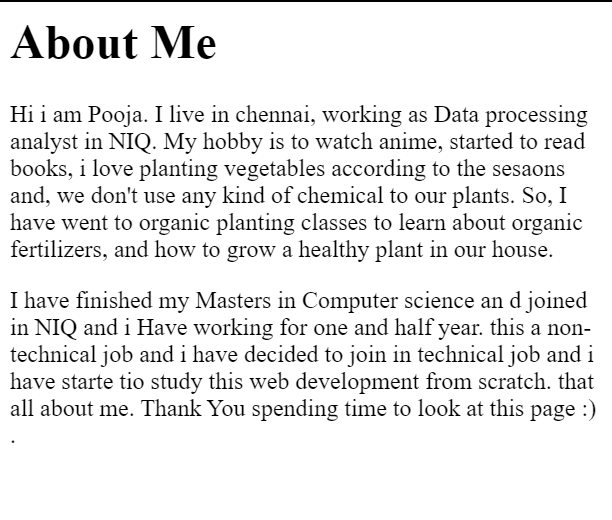 About Me
Hi i am Pooja. I live in chennai, working as Data processing
analyst in NIQ. My hobby is to watch anime, started to read
books, i love planting vegetables according to the sesaons
and, we don't use any kind of chemical to our plants. So, I
have went to organic planting classes to learn about organic
fertilizers, and how to grow a healthy plant in our house.
I have finished my Masters in Computer science an d joined
in NIQ and i Have working for one and half year. this a non-
technical job and i have decided to join in technical job and i
have starte tio study this web development from scratch. that
all about me. Thank You spending time to look at this page :)
.